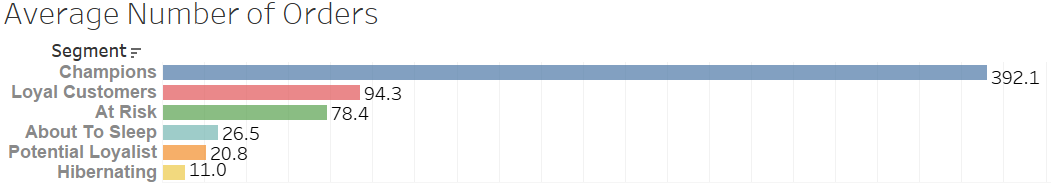 Average Number of Orders
Segment
Champions 392.1
Loyal Customers 94.3
At Risk 78.4
About To Sleep 26.5
Potential Loyalist 20.8
Hibernating 11.0